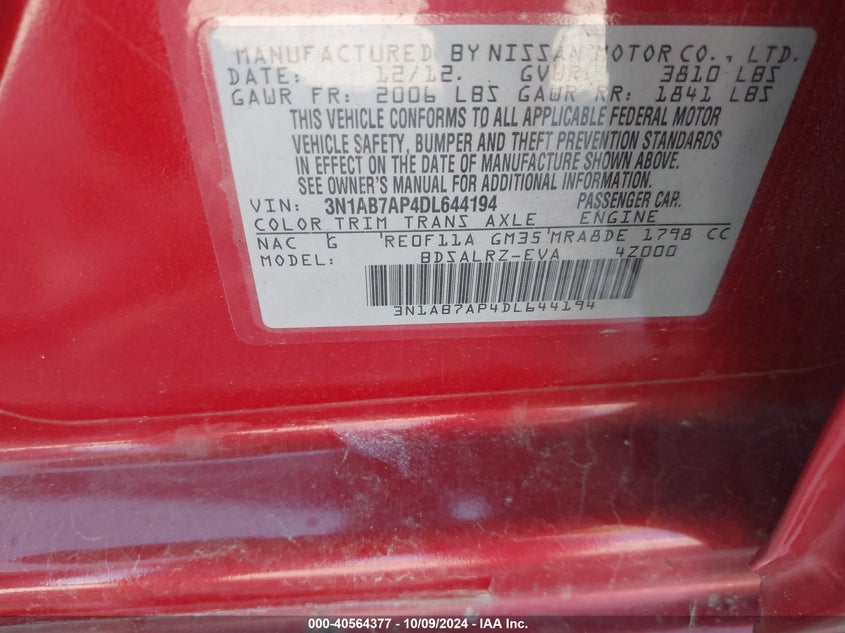 MANUFACTURED BY NISSAN MOTOR CO., LTD.
DATE: 12/12. GVWR: 3810 LBS
GAWR FR: 2006 LBS GAWR RR: 1841 LBS
THIS VEHICLE CONFORMS TO ALL APPLICABLE FEDERAL MOTOR
VEHICLE SAFETY, BUMPER AND THEFT PREVENTION STANDARDS
IN EFFECT ON THE DATE OF MANUFACTURE SHOWN ABOVE.
SEE OWNER'S MANUAL FOR ADDITIONAL INFORMATION.
VIN: 3N1AB7AP4DL644194 PASSENGER CAR.
COLOR TRIM TRANS AXLE ENGINE
NAC G RE0F11A GM35 MRA8DE 1798 CC
MODEL: BDSALRZ-EVA 4Z000
3N1AB7AP4DL644194
000-40564377 - 10/09/2024 - IAA Inc.